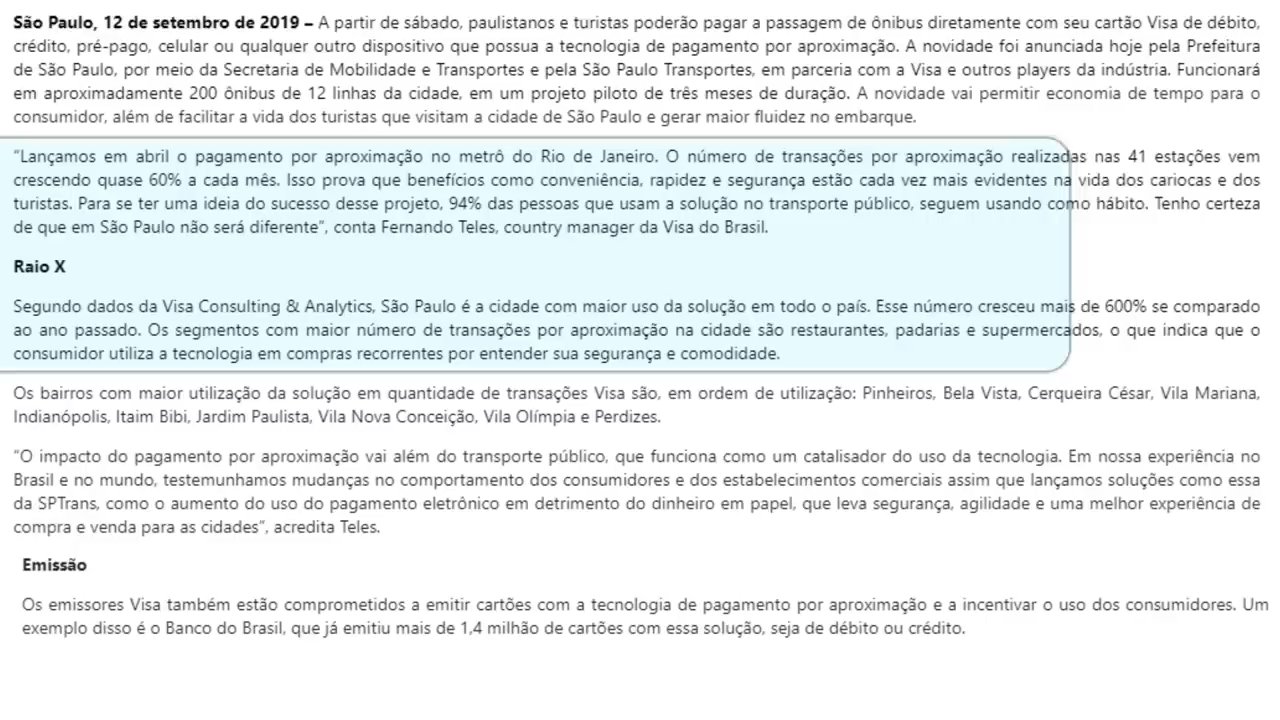 São Paulo, 12 de setembro de 2019 – A partir de sábado, paulistanos e turistas poderão pagar a passagem de ônibus diretamente com seu cartão Visa de débito,
crédito, pré-pago, celular ou qualquer outro dispositivo que possua a tecnologia de pagamento por aproximação. A novidade foi anunciada hoje pela Prefeitura
de São Paulo, por meio da Secretaria de Mobilidade e Transportes e pela São Paulo Transportes, em parceria com a Visa e outros players da indústria. Funcionará
em aproximadamente 200 ônibus de 12 linhas da cidade, em um projeto piloto de três meses de duração. A novidade vai permitir economia de tempo para o
consumidor, além de facilitar a vida dos turistas que visitam a cidade de São Paulo e gerar maior fluidez no embarque.
“Lançamos em abril o pagamento por aproximação no metrô do Rio de Janeiro. O número de transações por aproximação realizadas nas 41 estações vem
crescendo quase 60% a cada mês. Isso prova que benefícios como conveniência, rapidez e segurança estão cada vez mais evidentes na vida dos cariocas e dos
turistas. Para se ter uma ideia do sucesso desse projeto, 94% das pessoas que usam a solução no transporte público, seguem usando como hábito. Tenho certeza
de que em São Paulo não será diferente”, conta Fernando Teles, country manager da Visa do Brasil.
Raio X
Segundo dados da Visa Consulting & Analytics, São Paulo é a cidade com maior uso da solução em todo o país. Esse número cresceu mais de 600% se comparado
ao ano passado. Os segmentos com maior número de transações por aproximação na cidade são restaurantes, padarias e supermercados, o que indica que o
consumidor utiliza a tecnologia em compras recorrentes por entender sua segurança e comodidade.
Os bairros com maior utilização da solução em quantidade de transações Visa são, em ordem de utilização: Pinheiros, Bela Vista, Cerqueira César, Vila Mariana,
Indianópolis, Itaim Bibi, Jardim Paulista, Vila Nova Conceição, Vila Olímpia e Perdizes.
“O impacto do pagamento por aproximação vai além do transporte público, que funciona como um catalisador do uso da tecnologia. Em nossa experiência no
Brasil e no mundo, testemunhamos mudanças no comportamento dos consumidores e dos estabelecimentos comerciais assim que lançamos soluções como essa
da SPTrans, como o aumento do uso do pagamento eletrônico em detrimento do dinheiro em papel, que leva segurança, agilidade e uma melhor experiência de
compra e venda para as cidades”, acredita Teles.
Emissão
Os emissores Visa também estão comprometidos a emitir cartões com a tecnologia de pagamento por aproximação e a incentivar o uso dos consumidores. Um
exemplo disso é o Banco do Brasil, que já emitiu mais de 1,4 milhão de cartões com essa solução, seja de débito ou crédito.